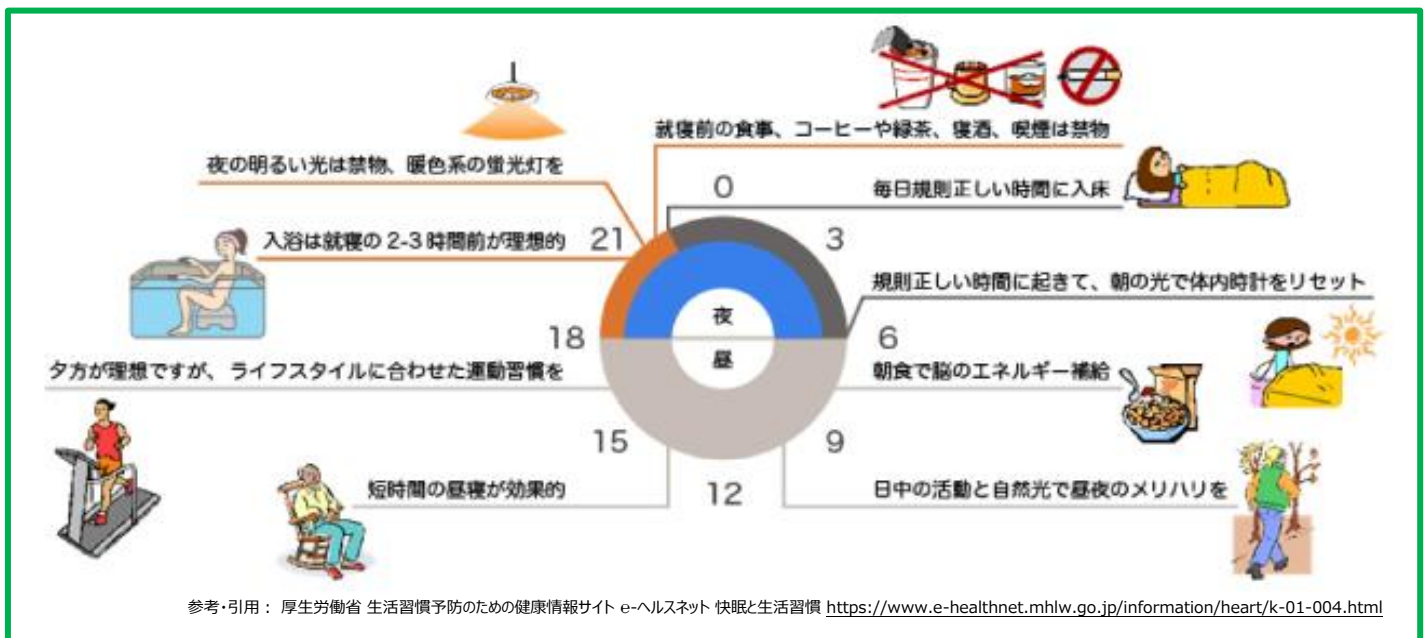 就寝前の食事、コーヒーや緑茶、寝酒、喫煙は禁物
夜の明るい光は禁物、暖色系の蛍光灯を
0
毎日規則正しい時間に入床
入浴は就寝の2-3時間前が理想的
21
3
規則正しい時間に起きて、朝の光で体内時計をリセット
夜
18
6
昼
夕方が理想ですが、ライフスタイルに合わせた運動習慣を
朝食で脳のエネルギー補給
15
9
短時間の昼寝が効果的
12
日中の活動と自然光で昼夜のメリハリを
参考・引用： 厚生労働省 生活習慣予防のための健康情報サイト e-ヘルスネット 快眠と生活習慣 https://www.e-healthnet.mhlw.go.jp/information/heart/k-01-004.html